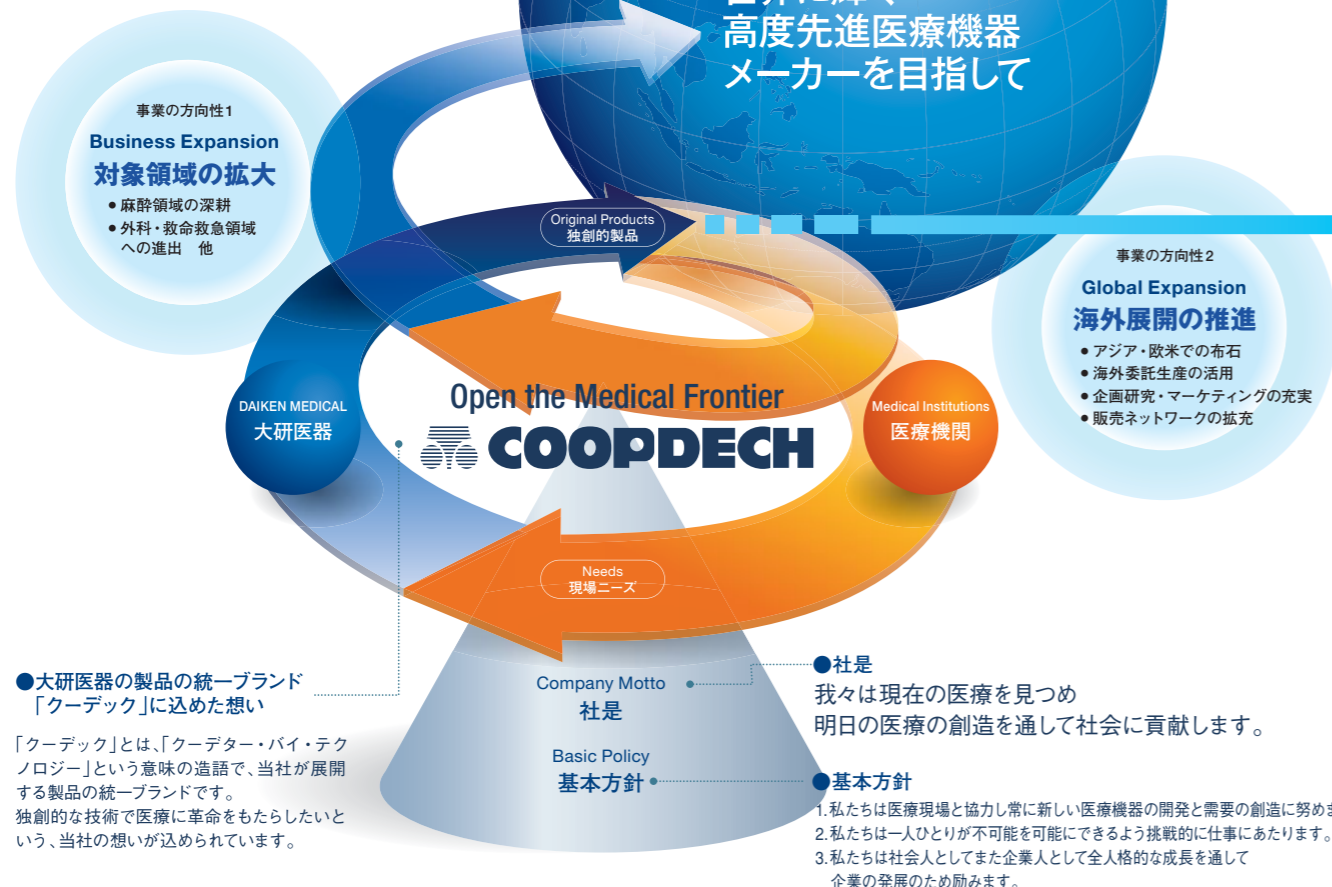 高度先進医療機器
メーカーを目指して
事業の方向性1
Business Expansion
対象領域の拡大
●麻酔領域の深耕
●外科・救命救急領域
への進出　他
Original Products
独創的製品
事業の方向性2
Global Expansion
海外展開の推進
●アジア・欧米での布石
●海外委託生産の活用
●企画研究・マーケティングの充実
●販売ネットワークの拡充
DAIKEN MEDICAL
大研医器
Open the Medical Frontier
COOPDECH
Medical Institutions
医療機関
Needs
現場ニーズ
●大研医器の製品の統一ブランド
「クーデック」に込めた想い
「クーデック」とは、「クーデター・バイ・テク
ノロジー」という意味の造語で、当社が展開
する製品の統一ブランドです。
独創的な技術で医療に革命をもたらしたいと
いう、当社の想いが込められています。
Company Motto
社是
Basic Policy
基本方針
●社是
我々は現在の医療を見つめ
明日の医療の創造を通して社会に貢献します。
●基本方針
1.私たちは医療現場と協力し常に新しい医療機器の開発と需要の創造に努めま
2.私たちは一人ひとりが不可能を可能にできるよう挑戦的に仕事にあたります。
3.私たちは社会人としてまた企業人として全人格的な成長を通して
企業の発展のため励みます。